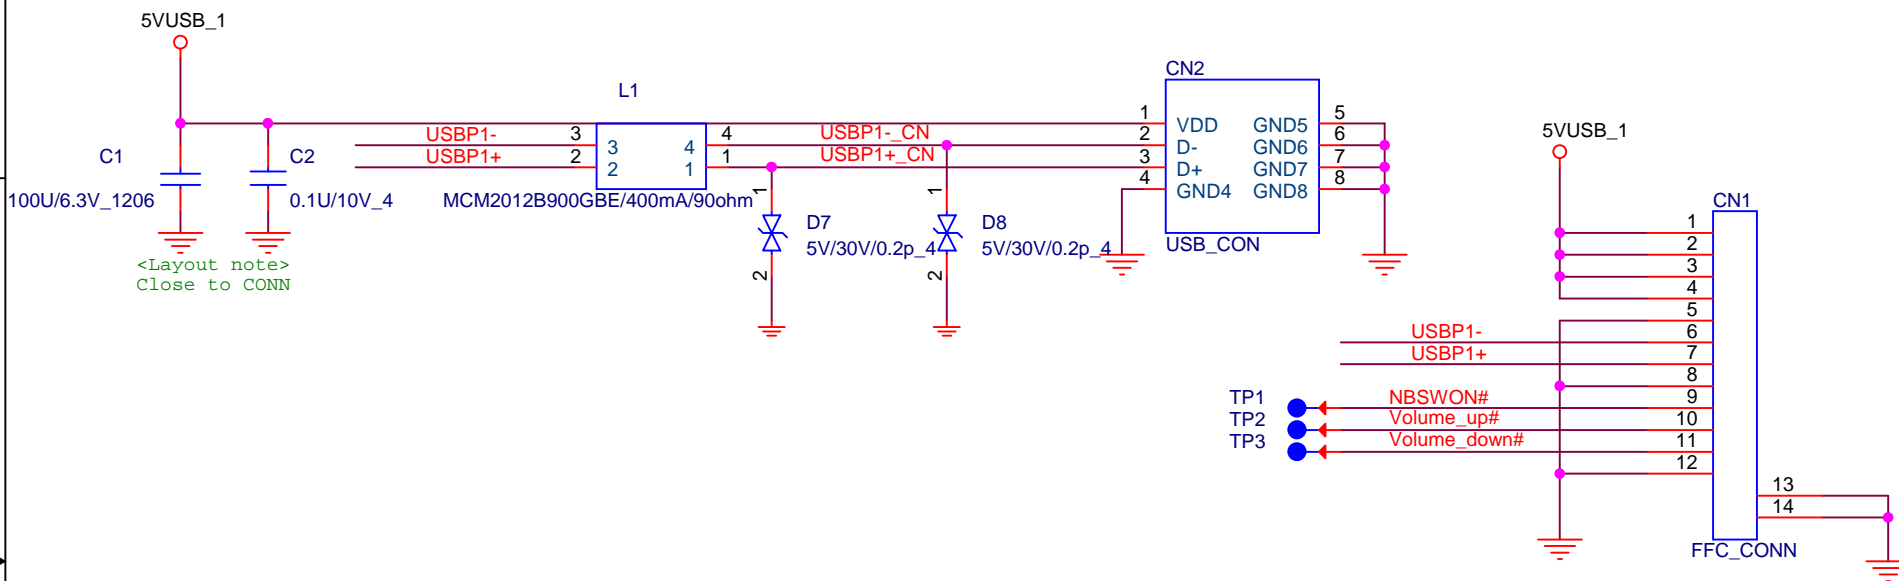 5VUSB_1
C1
100U/6.3V_1206
C2
0.1U/10V_4
<Layout note>
Close to CONN
USBP1-
USBP1+
L1
3
2
3 4
2 1
4
1
MCM2012B900GBE/400mA/90ohm
USBP1-_CN
USBP1+_CN
1
D7
5V/30V/0.2p_4
2
1
D8
5V/30V/0.2p_4
2
CN2
1
2
3
4
VDD GND5
D- GND6
D+ GND7
GND4 GND8
5
6
7
8
USB_CON
5VUSB_1
CN1
1
2
3
4
5
USBP1- 6
USBP1+ 7
8
TP1 NBSWON# 9
TP2 Volume_up# 10
TP3 Volume_down# 11
12
13
14
FFC_CONN